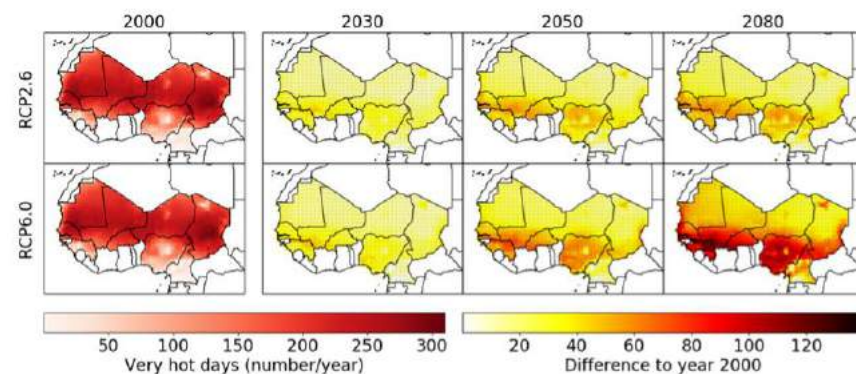 2000 2030 2050 2080
RCP2.6
RCP6.0
50 100 150 200 250 300 20 40 60 80 100 120
Very hot days (number/year) Difference to year 2000